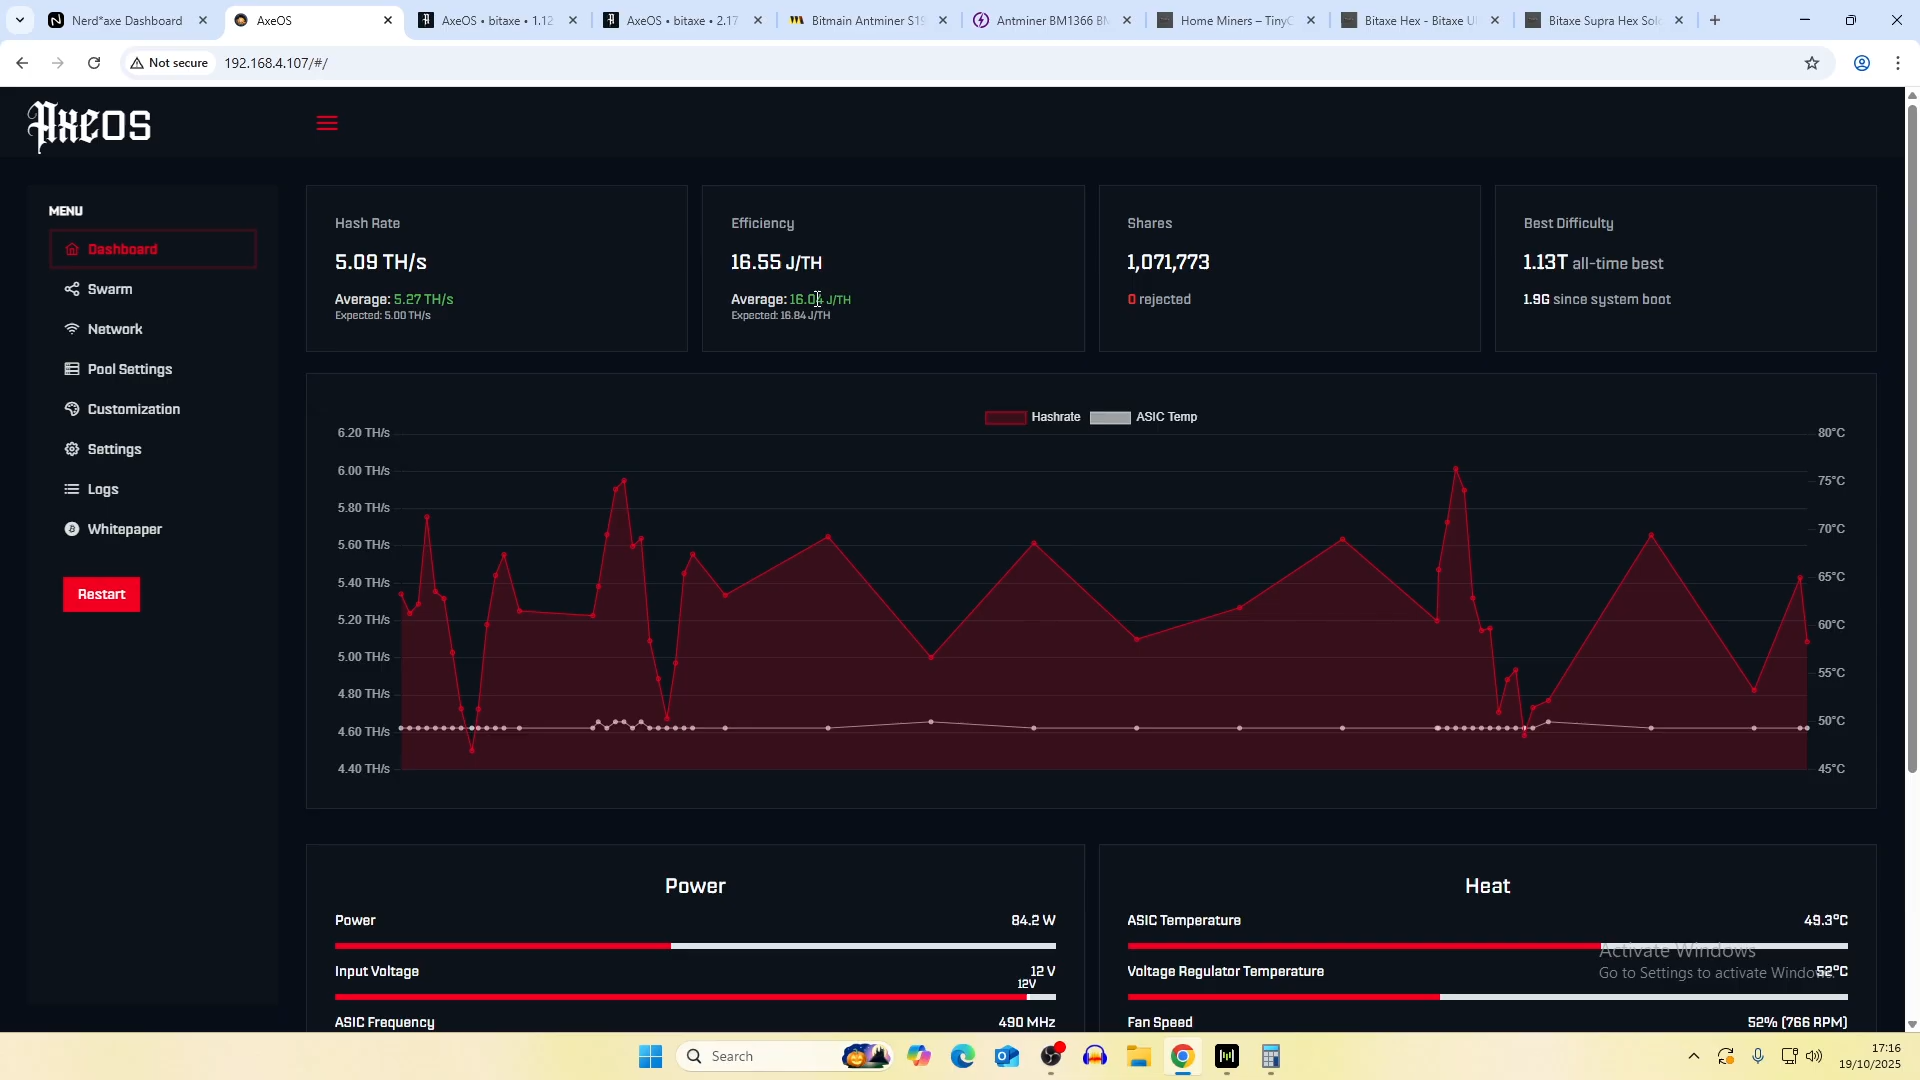 Nerd*axe Dashboard
AxeOS
AxeOS • bitaxe • 1.12
AxeOS • bitaxe • 2.17
Bitmain Antminer S19
Antminer BM1366 BM
Home Miners – TinyC
Bitaxe Hex - Bitaxe Ul
Bitaxe Supra Hex Solo
Not secure
192.168.4.107/#/
AxeOS
MENU
Dashboard
Swarm
Network
Pool Settings
Customization
Settings
Logs
Whitepaper
Restart
Hash Rate
5.09 TH/s
Average: 5.27 TH/s
Expected: 5.00 TH/s
Efficiency
16.55 J/TH
Average: 16.04 J/TH
Expected: 16.84 J/TH
Shares
1,071,773
0 rejected
Best Difficulty
1.13T all-time best
1.9G since system boot
Hashrate
ASIC Temp
6.20 TH/s
6.00 TH/s
5.80 TH/s
5.60 TH/s
5.40 TH/s
5.20 TH/s
5.00 TH/s
4.80 TH/s
4.60 TH/s
4.40 TH/s
80°C
75°C
70°C
65°C
60°C
55°C
50°C
45°C
Power
Power 84.2 W
Input Voltage 12 V
12V
ASIC Frequency 490 MHz
Heat
ASIC Temperature 49.3°C
Voltage Regulator Temperature 52°C
Fan Speed 52% (766 RPM)
Activate Windows
Go to Settings to activate Windows.
Search
17:16
19/10/2025